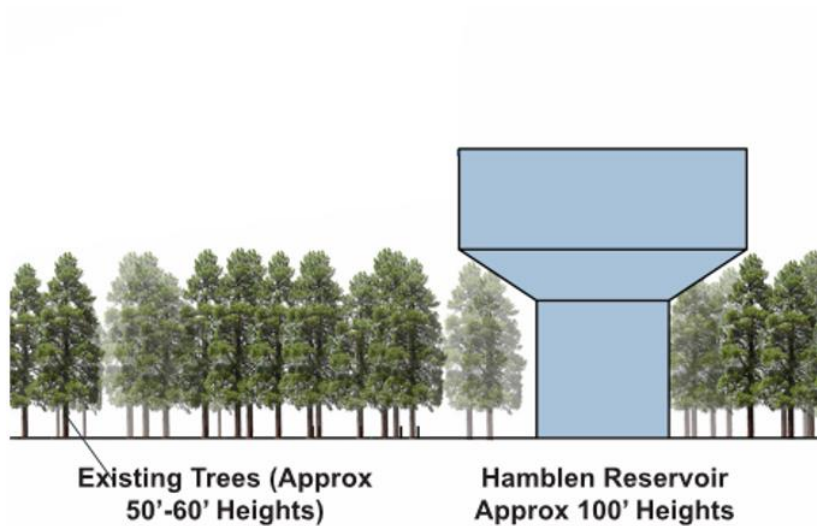 Existing Trees (Approx
50'-60' Heights)
Hamblen Reservoir
Approx 100' Heights